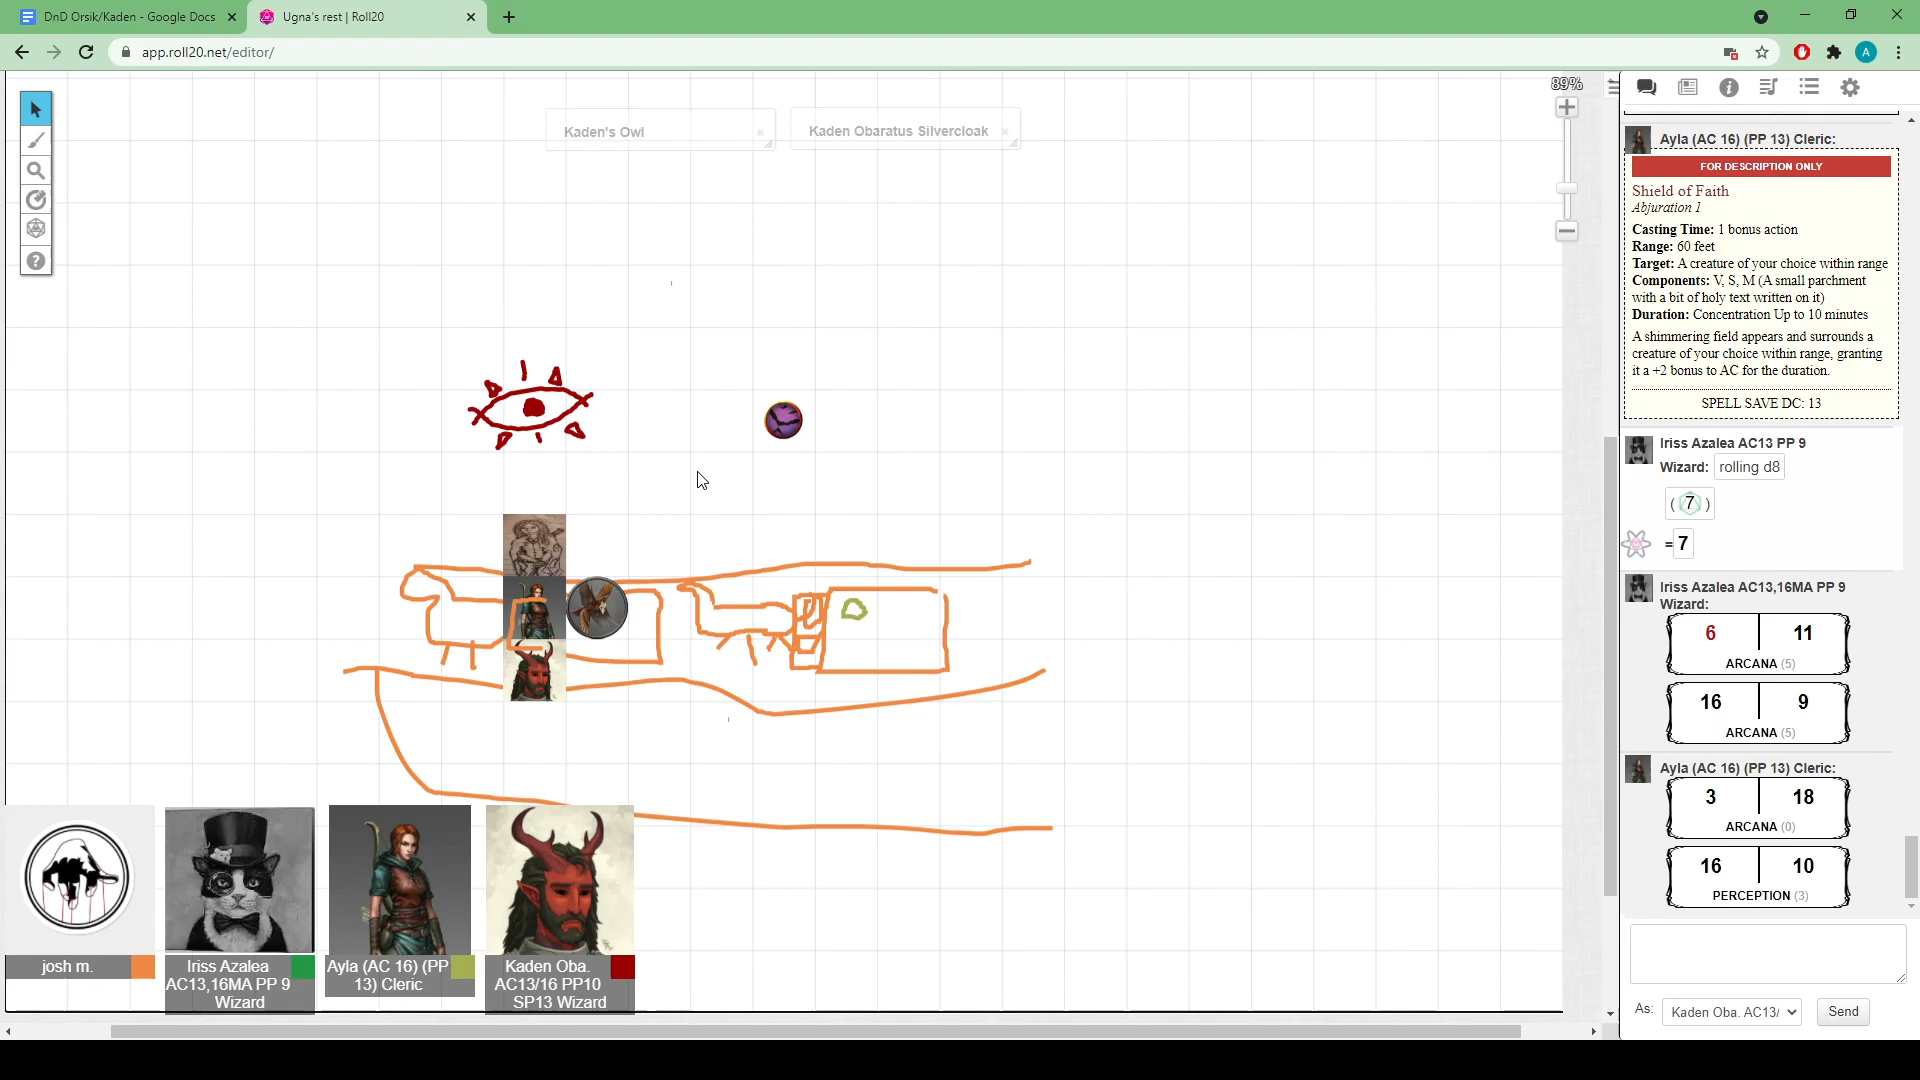 DnD Orsik/Kaden - Google Docs
Ugna's rest | Roll20
app.roll20.net/editor/
A
89%
Kaden's Owl
Kaden Obaratus Silvercloak
Ayla (AC 16) (PP 13) Cleric:
FOR DESCRIPTION ONLY
Shield of Faith
Abjuration 1
Casting Time: 1 bonus action
Range: 60 feet
Target: A creature of your choice within range
Components: V, S, M (A small parchment
with a bit of holy text written on it)
Duration: Concentration Up to 10 minutes
A shimmering field appears and surrounds a
creature of your choice within range, granting
it a +2 bonus to AC for the duration.
SPELL SAVE DC: 13
Iriss Azalea AC13 PP 9
Wizard: rolling d8
(7)
=7
Iriss Azalea AC13,16MA PP 9
Wizard:
6 11
ARCANA (5)
16 9
ARCANA (5)
Ayla (AC 16) (PP 13) Cleric:
3 18
ARCANA (0)
16 10
PERCEPTION (3)
As: Kaden Oba. AC13/ Send
josh m.
Iriss Azalea
AC13,16MA PP 9
Wizard
Ayla (AC 16) (PP
13) Cleric
Kaden Oba.
AC13/16 PP10
SP13 Wizard